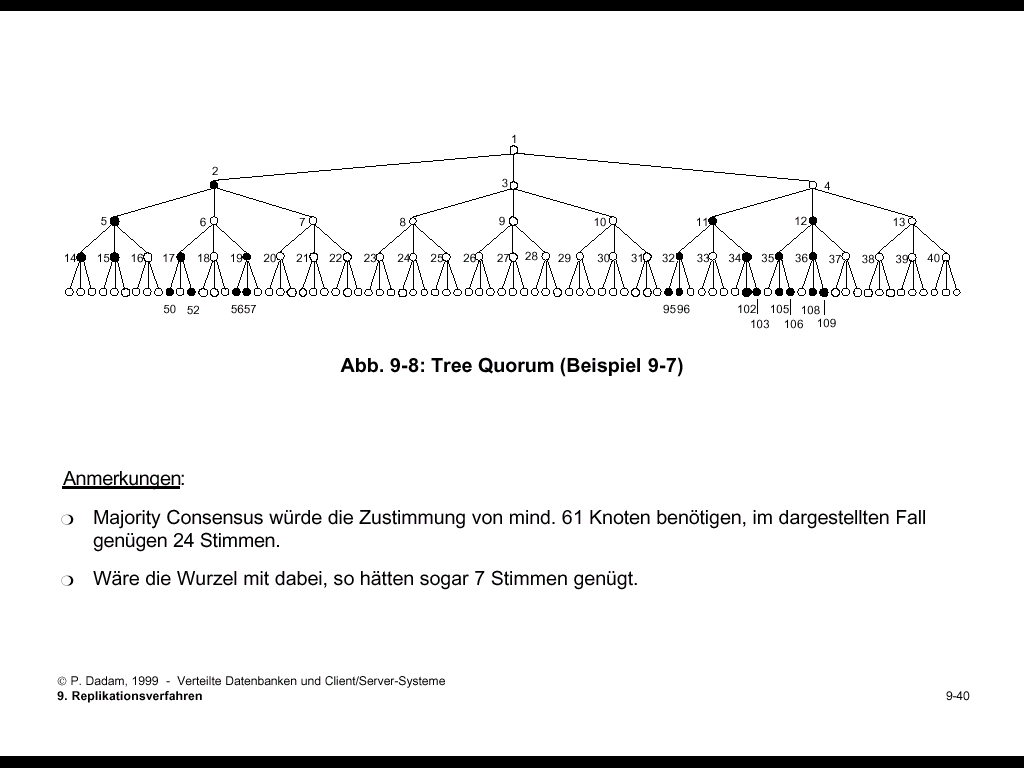 1
2
3
4
5 6 7 8 9 10 11 12 13
14 15 16 17 18 19 20 21 22 23 24 25 26 27 28 29 30 31 32 33 34 35 36 37 38 39 40
50 52 56 57 95 96 102 103 105 106 108 109
Abb. 9-8: Tree Quorum (Beispiel 9-7)
Anmerkungen:
❍ Majority Consensus würde die Zustimmung von mind. 61 Knoten benötigen, im dargestellten Fall
genügen 24 Stimmen.
❍ Wäre die Wurzel mit dabei, so hätten sogar 7 Stimmen genügt.
© P. Dadam, 1999 - Verteilte Datenbanken und Client/Server-Systeme
9. Replikationsverfahren 9-40